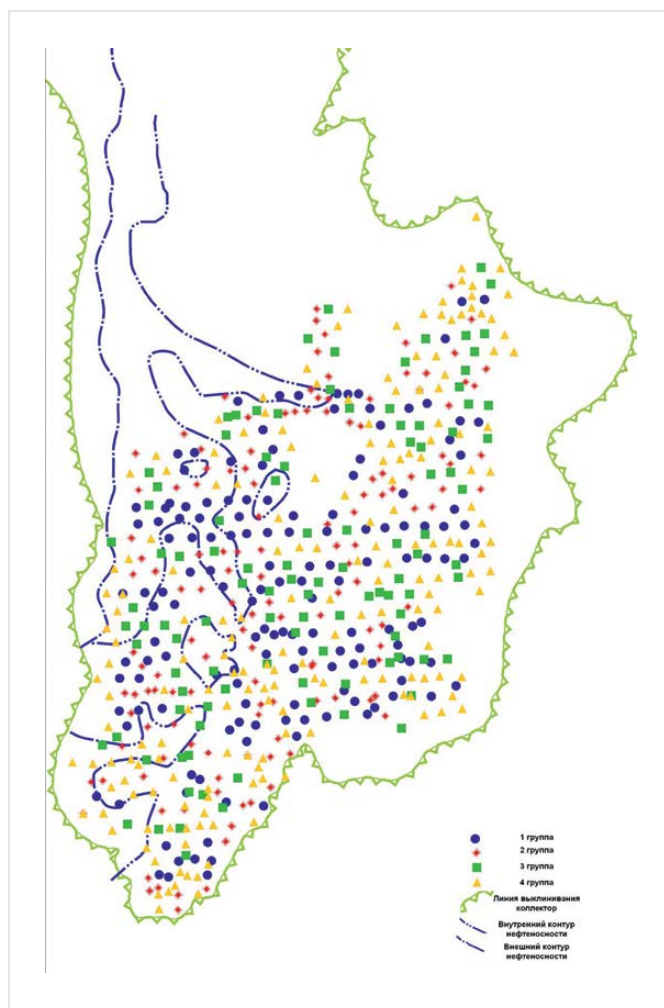 1 группа
2 группа
3 группа
4 группа
Линия выклинивания
коллектор
Внутренний контур
нефтеносности
Внешний контур
нефтеносности